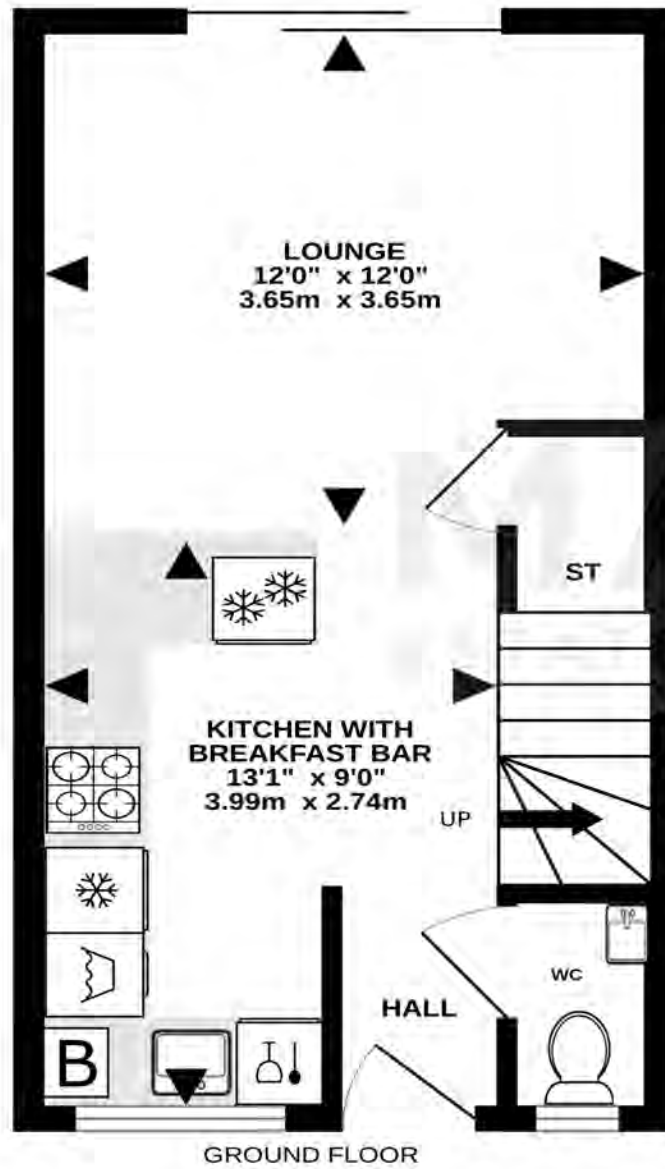 LOUNGE
12'0" x 12'0"
3.65m x 3.65m
ST
KITCHEN WITH
BREAKFAST BAR
13'1" x 9'0"
3.99m x 2.74m
UP
WC
HALL
B
GROUND FLOOR